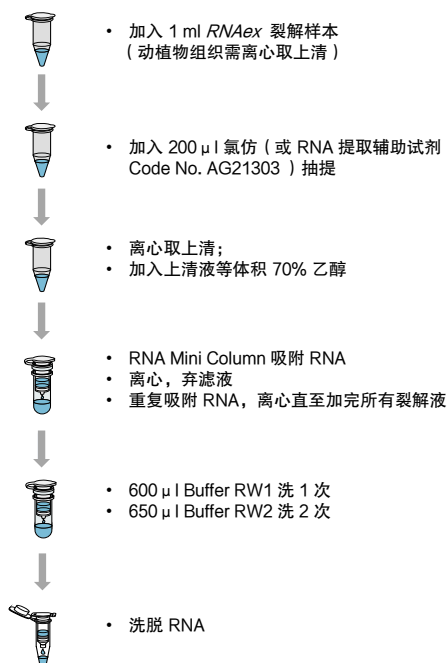 • 加入 1 ml RNAex 裂解样本
（动植物组织需离心取上清）
• 加入 200 μl 氯仿（或 RNA 提取辅助试剂
Code No. AG21303 ）抽提
• 离心取上清；
• 加入上清液等体积 70% 乙醇
• RNA Mini Column 吸附 RNA
• 离心，弃滤液
• 重复吸附 RNA，离心直至加完所有裂解液
• 600 μl Buffer RW1 洗 1 次
• 650 μl Buffer RW2 洗 2 次
• 洗脱 RNA